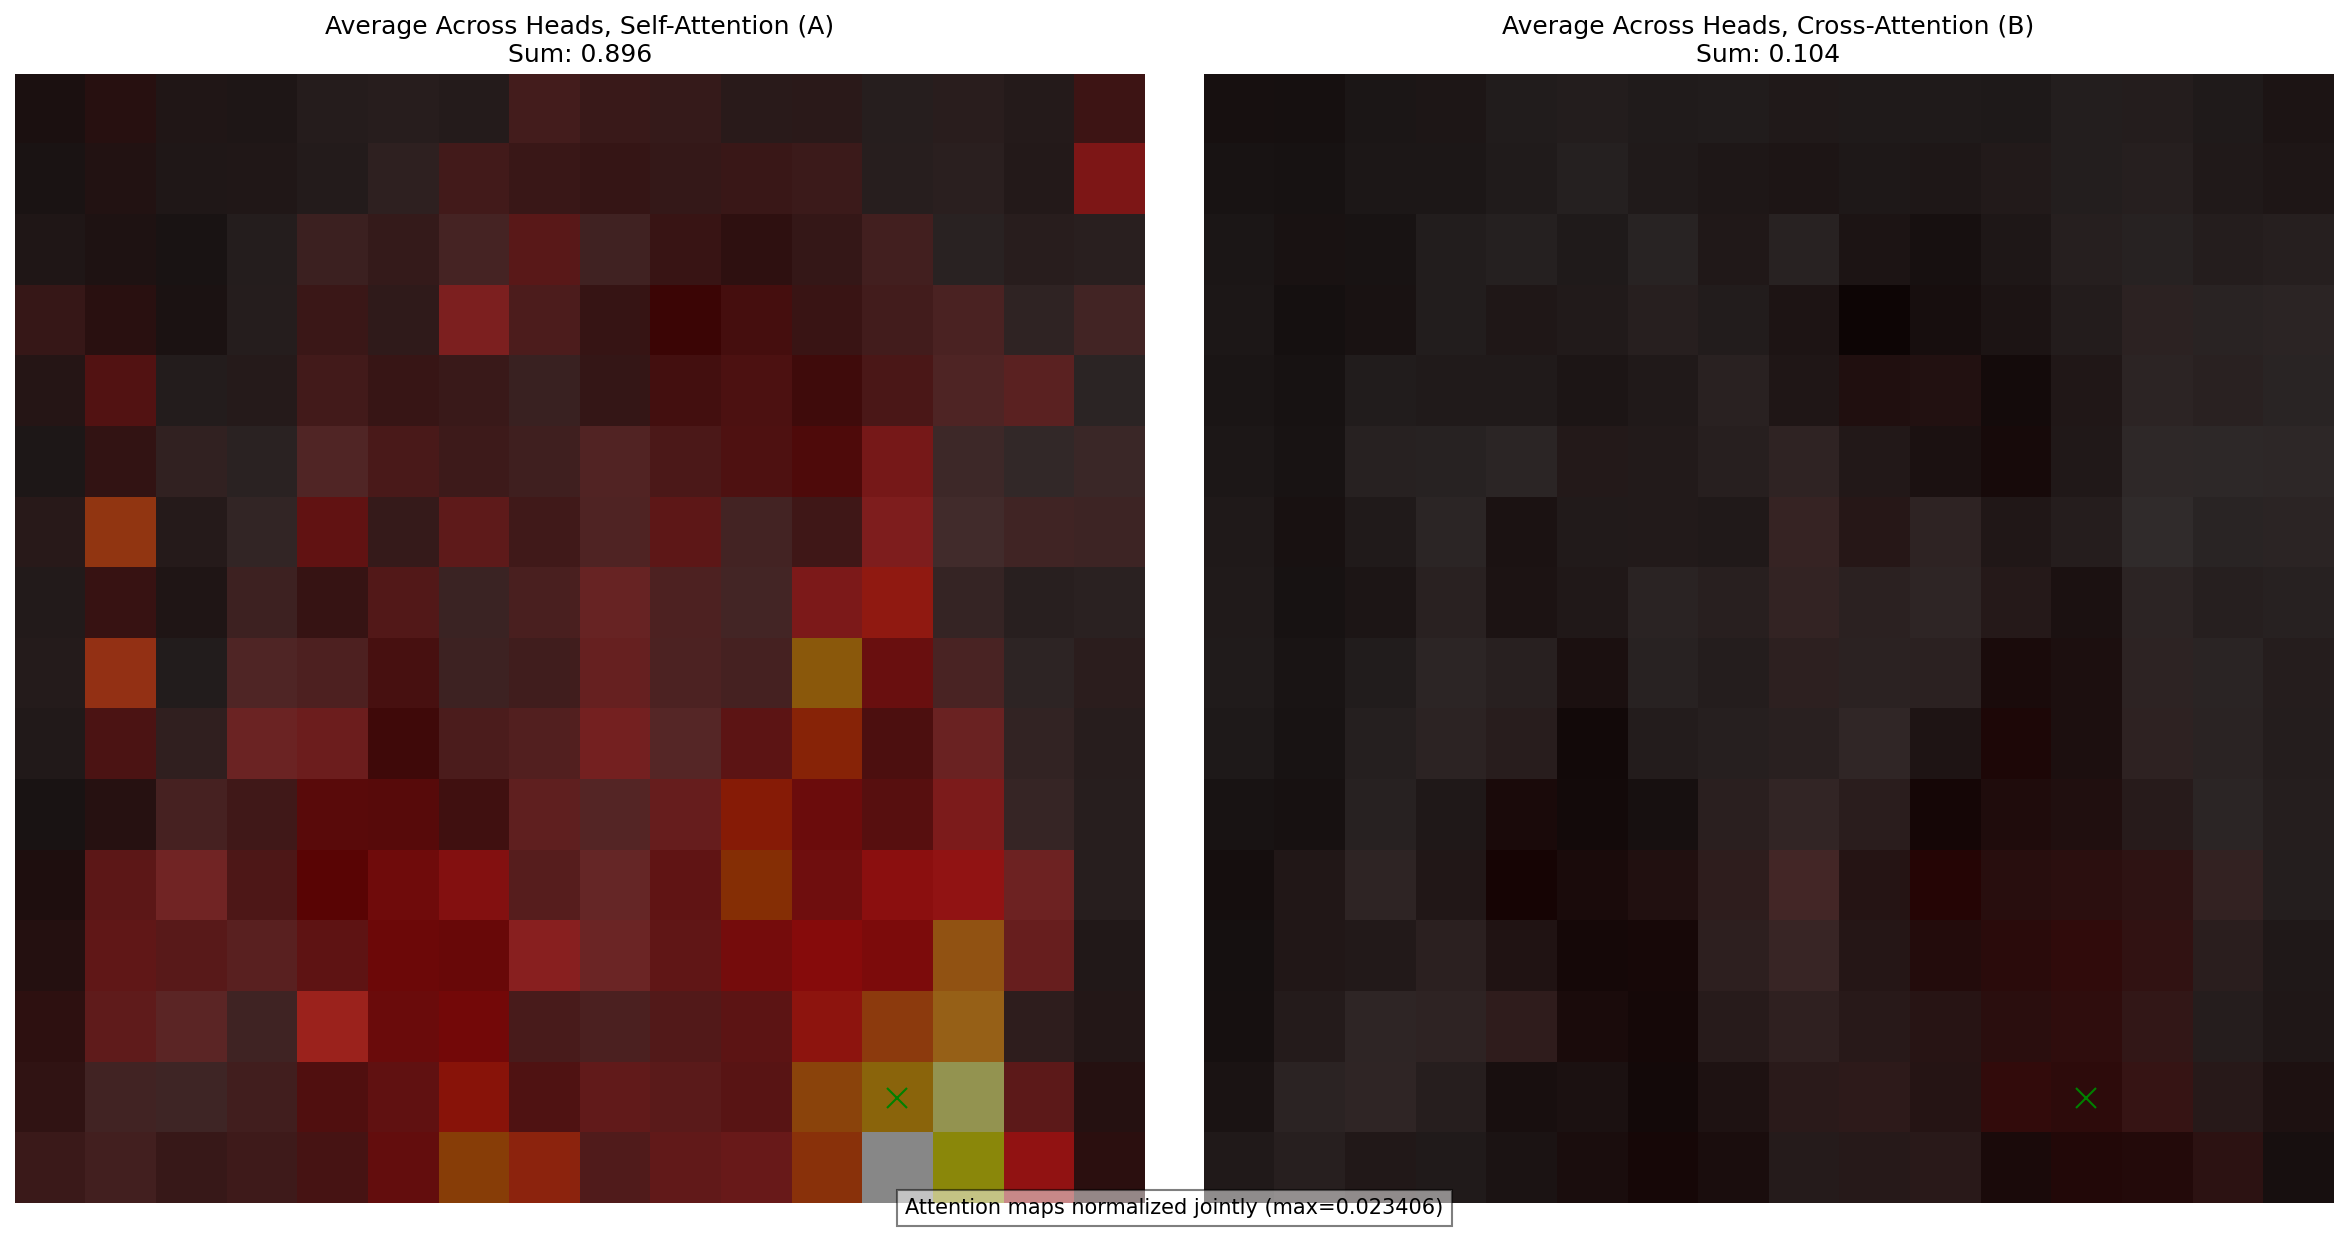 Average Across Heads, Self-Attention (A)
Sum: 0.896
Average Across Heads, Cross-Attention (B)
Sum: 0.104
Attention maps normalized jointly (max=0.023406)